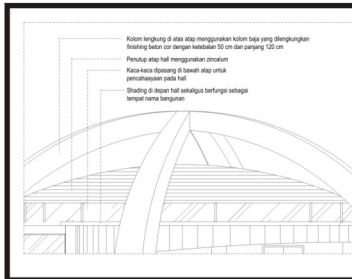 Kolom lengkung di atas atap menggunakan kolom baja yang dilengkungkan
finishing beton cor dengan ketebalan 50 cm dan panjang 120 cm
Penutup atap hall menggunakan zincalum
Kaca-kaca dipasang di bawah atap untuk
pencahaayaan pada hall
Shading di depan hall sekaligus berfungsi sebagai
tempat nama bangunan